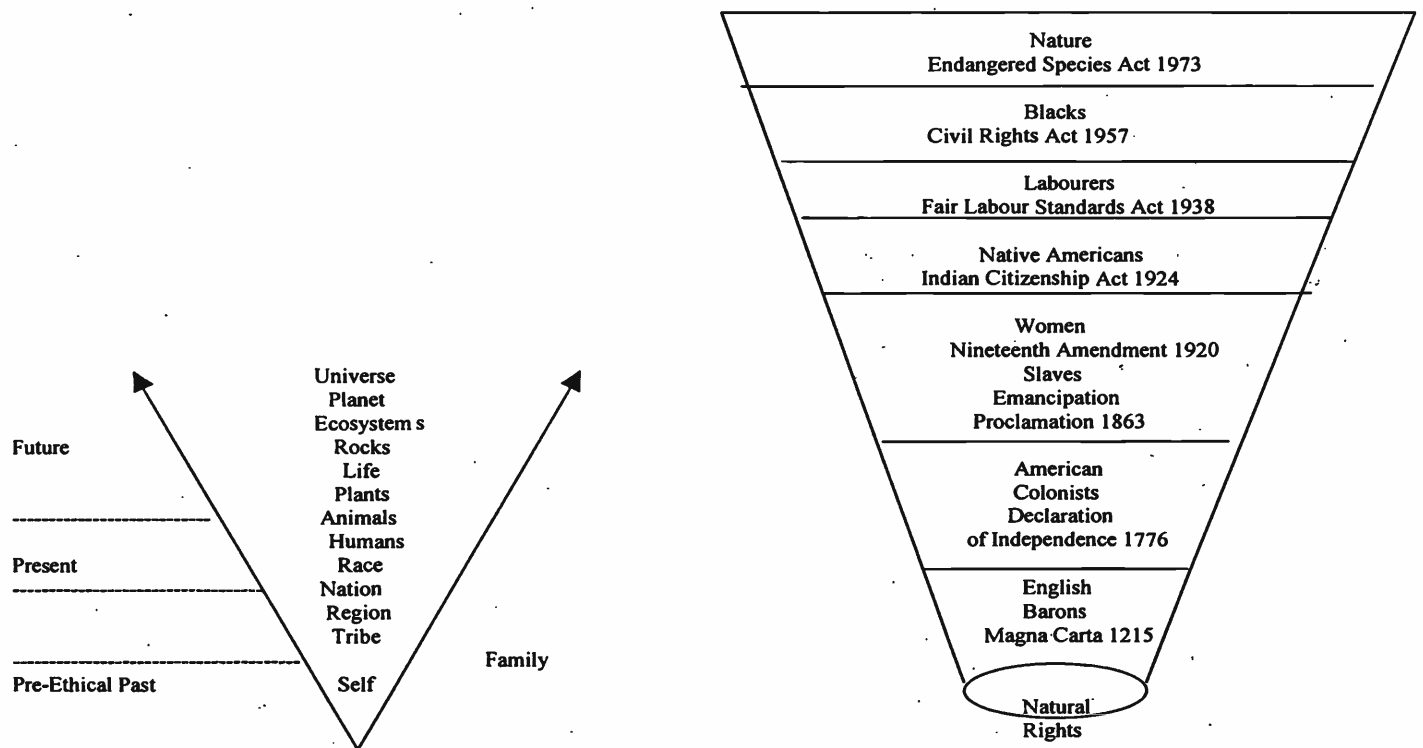 Universe
Planet
Ecosystems
Future
Rocks
Life
Plants
Animals
Humans
Present
Race
Nation
Region
Tribe
Family
Pre-Ethical Past
Self
Nature
Endangered Species Act 1973
Blacks
Civil Rights Act 1957
Labourers
Fair Labour Standards Act 1938
Native Americans
Indian Citizenship Act 1924
Women
Nineteenth Amendment 1920
Slaves
Emancipation
Proclamation 1863
American
Colonists
Declaration
of Independence 1776
English
Barons
Magna Carta 1215
Natural
Rights